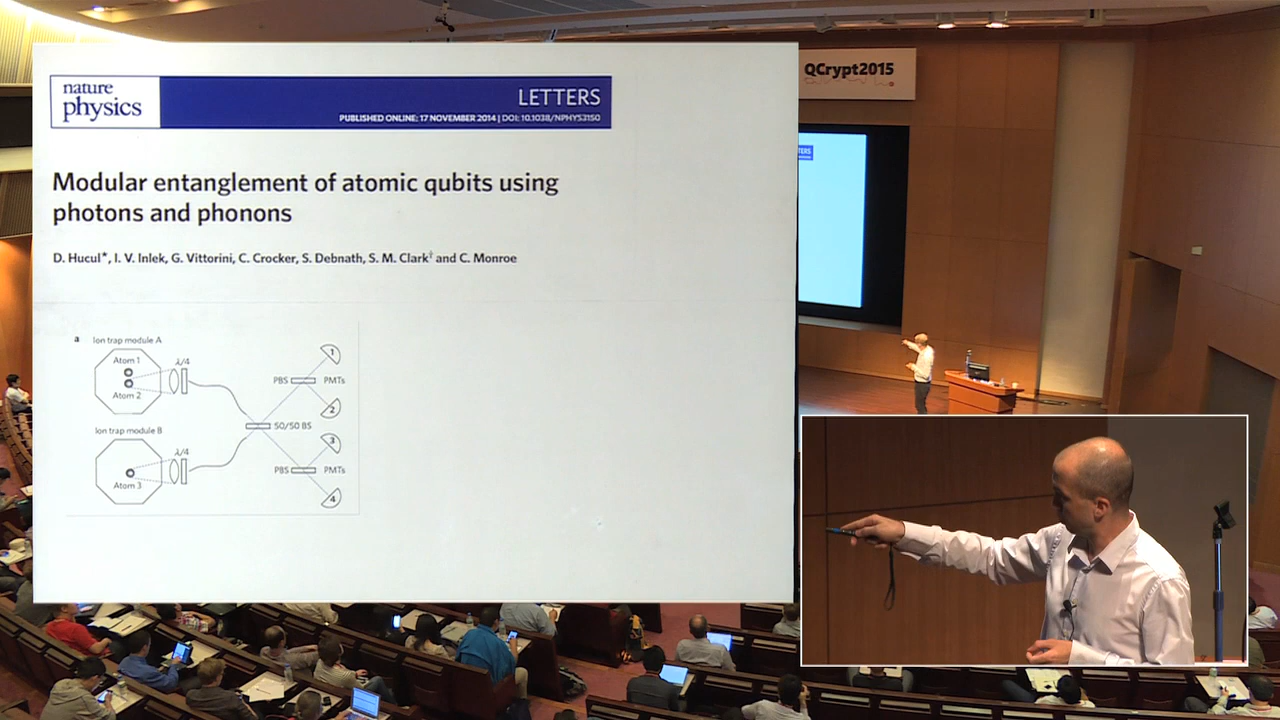 nature
physics
LETTERS
PUBLISHED ONLINE: 17 NOVEMBER 2014 | DOI: 10.1038/NPHYS3150
Modular entanglement of atomic qubits using
photons and phonons
D. Hucul*, I. V. Inlek, G. Vittorini, C. Crocker, S. Debnath, S. M. Clark† and C. Monroe
a Ion trap module A
Atom 1
λ/4
Atom 2
PBS PMTs
1
2
50/50 BS
Ion trap module B
λ/4
Atom 3
PBS PMTs
3
4
QCrypt2015
TERS